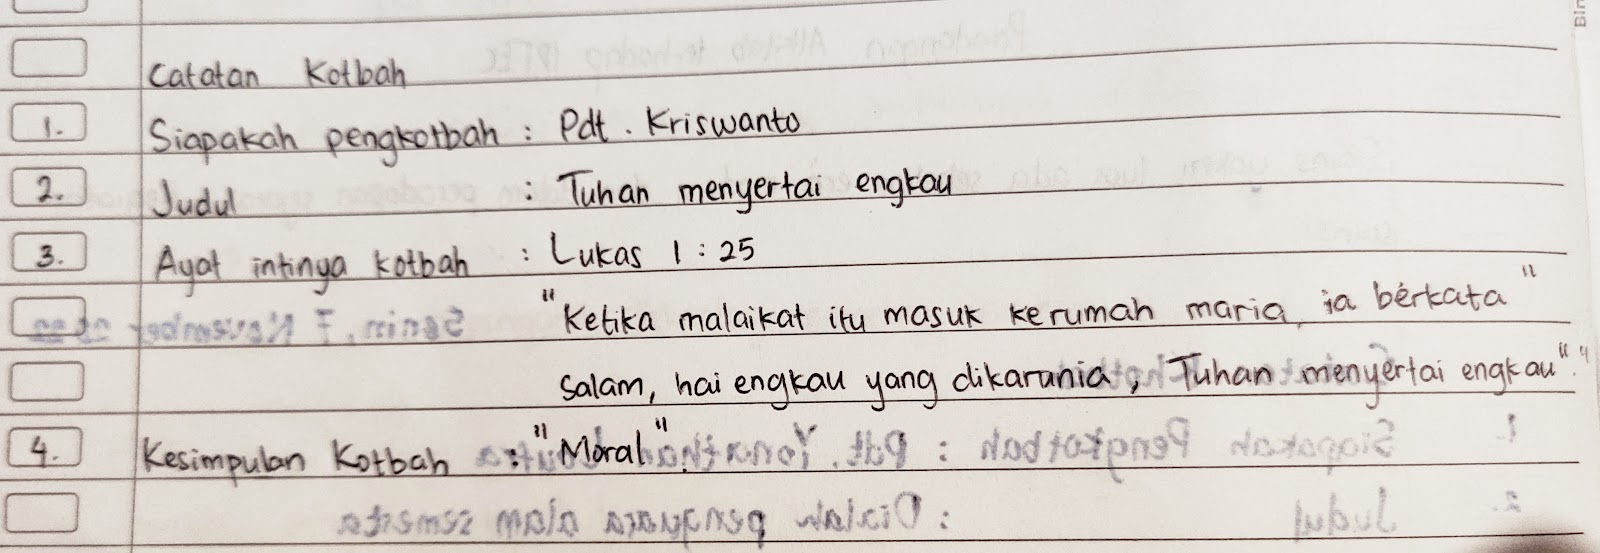 Catatan Kotbah
1. Siapakah pengkotbah : Pdt. Kriswanto
2. Judul : Tuhan menyertai engkau
3. Ayat intinya kotbah : Lukas 1 : 25
"Ketika malaikat itu masuk kerumah maria, ia berkata "
Salam, hai engkau yang dikarunia, Tuhan menyertai engkau"."
4. Kesimpulan Kotbah : "Moral".